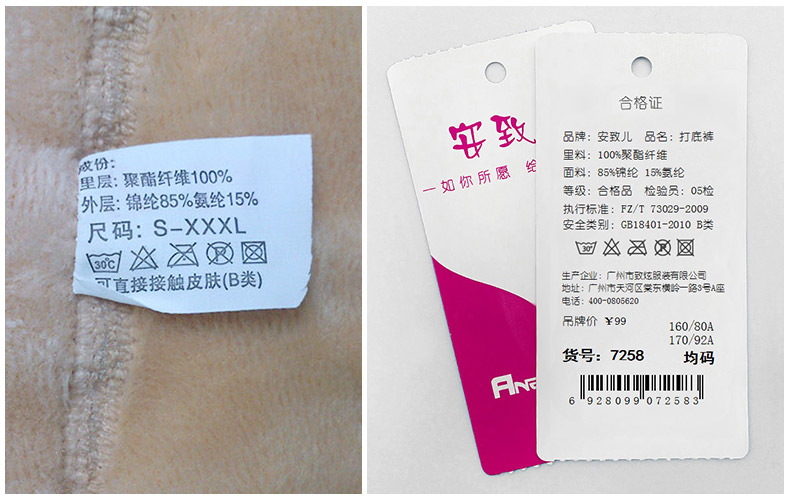 成份:
里层: 聚酯纤维100%
外层: 锦纶85%氨纶15%
尺码: S-XXXL
30C
可直接接触皮肤(B类)
安致
一如你所愿 给
ANZ
合格证
品牌: 安致儿 品名: 打底裤
里料: 100%聚酯纤维
面料: 85%锦纶 15%氨纶
等级: 合格品 检验员: 05检
执行标准: FZ/T 73029-2009
安全类别: GB18401-2010 B类
30°
生产企业: 广州市致炫服装有限公司
地址: 广州市天河区棠东横岭一路3号A座
电话: 400-0805620
吊牌价 ¥99
160/80A
170/92A
货号: 7258 均码
6 928099 072583